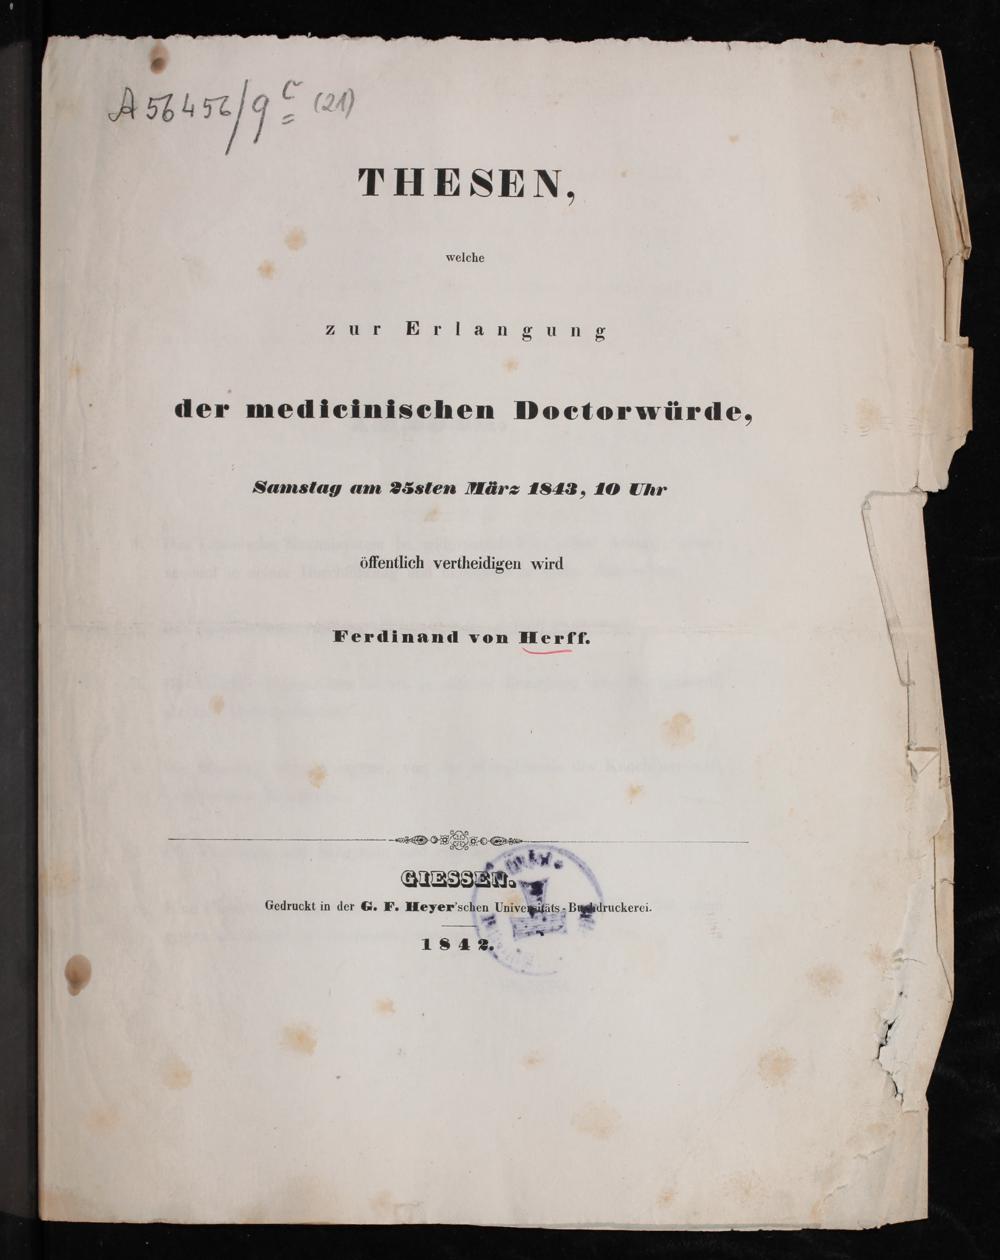 A 56456/9 c (21)
THESEN,
welche
zur Erlangung
der medicinischen Doctorwürde,
Samstag am 25sten März 1843, 10 Uhr
öffentlich vertheidigen wird
Ferdinand von Herff.
GIESSEN.
Gedruckt in der G. F. Heyer'schen Universitäts-Buchdruckerei.
1842.